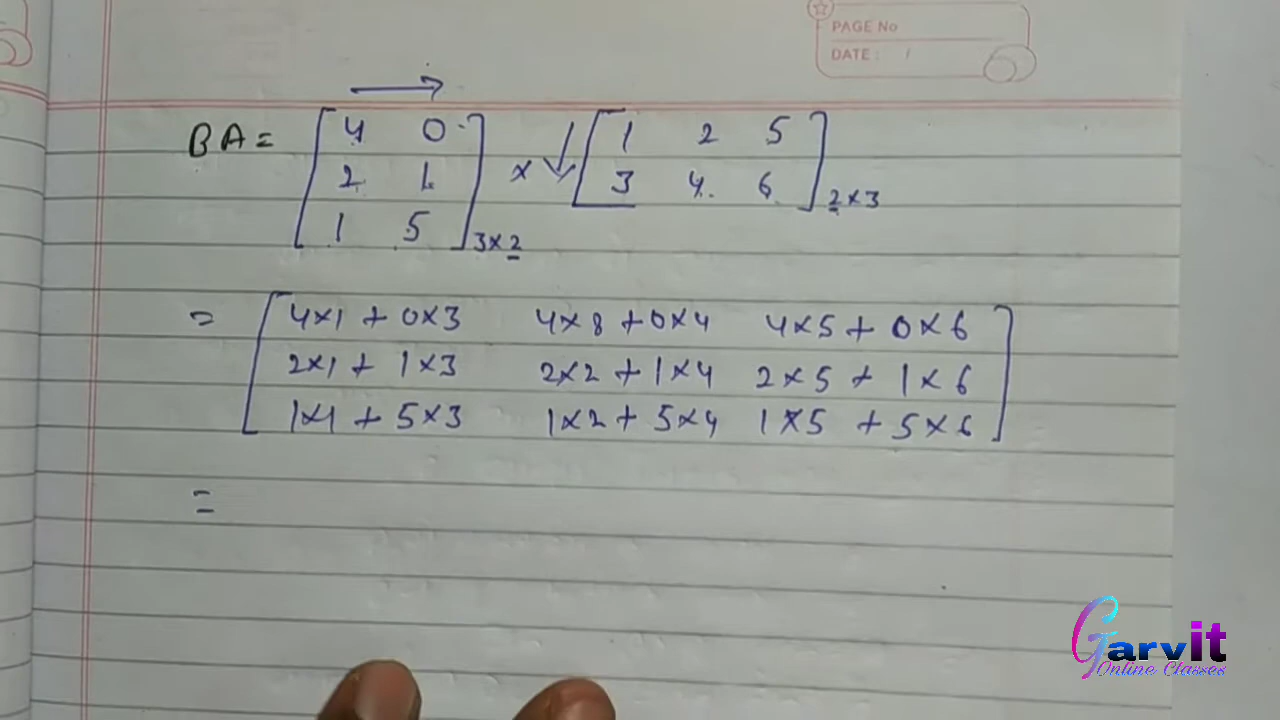 PAGE No
DATE : /
BA = [ 4 0 ] × [ 1 2 5 ]
2 1 3 4 6 2×3
1 5 3×2
= [ 4×1 + 0×3 4×8 + 0×4 4×5 + 0×6 ]
2×1 + 1×3 2×2 + 1×4 2×5 + 1×6
1×1 + 5×3 1×2 + 5×4 1×5 + 5×6
=
Garvit
Online Classes